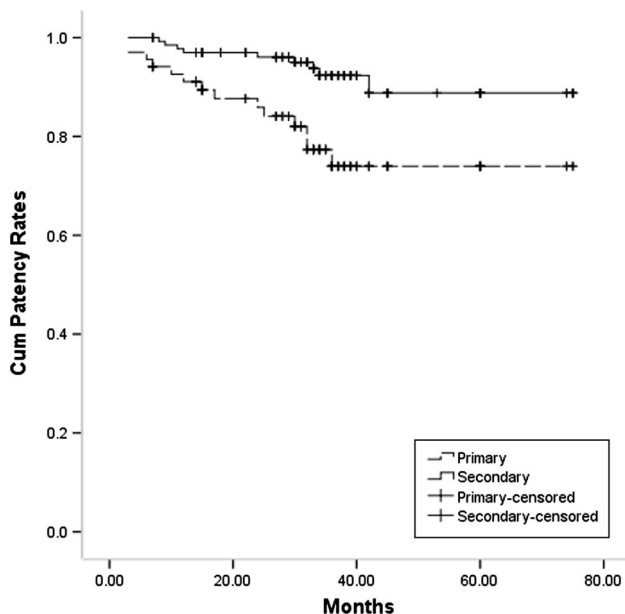 Cum Patency Rates
1.0
0.8
0.6
0.4
0.2
0.0
Primary
Secondary
Primary-censored
Secondary-censored
0.00 20.00 40.00 60.00 80.00
Months